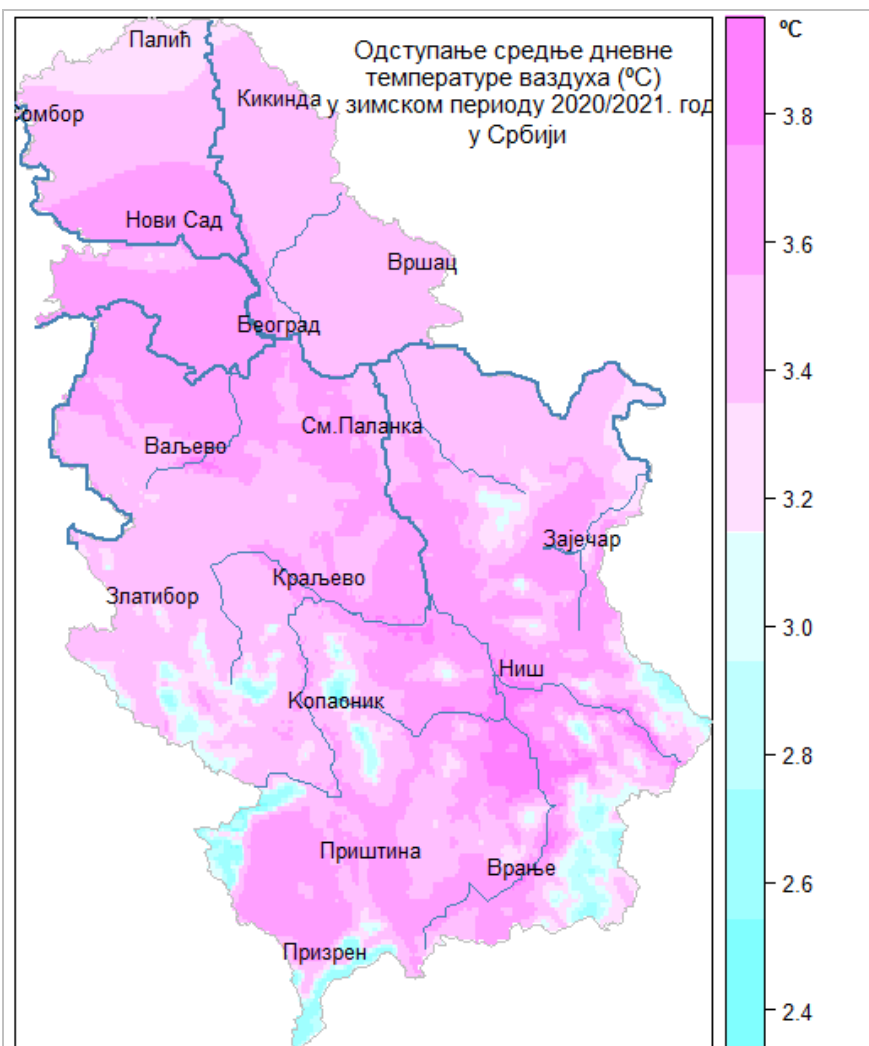 Одступање средње дневне
температуре ваздуха (ºC)
у зимском периоду 2020/2021. год
у Србији
ºC
Палић
Кикинда
Сомбор
Нови Сад
Вршац
Београд
См.Паланка
Ваљево
Зајечар
Краљево
Златибор
Ниш
Копаоник
Приштина
Врање
Призрен
3.8
3.6
3.4
3.2
3.0
2.8
2.6
2.4